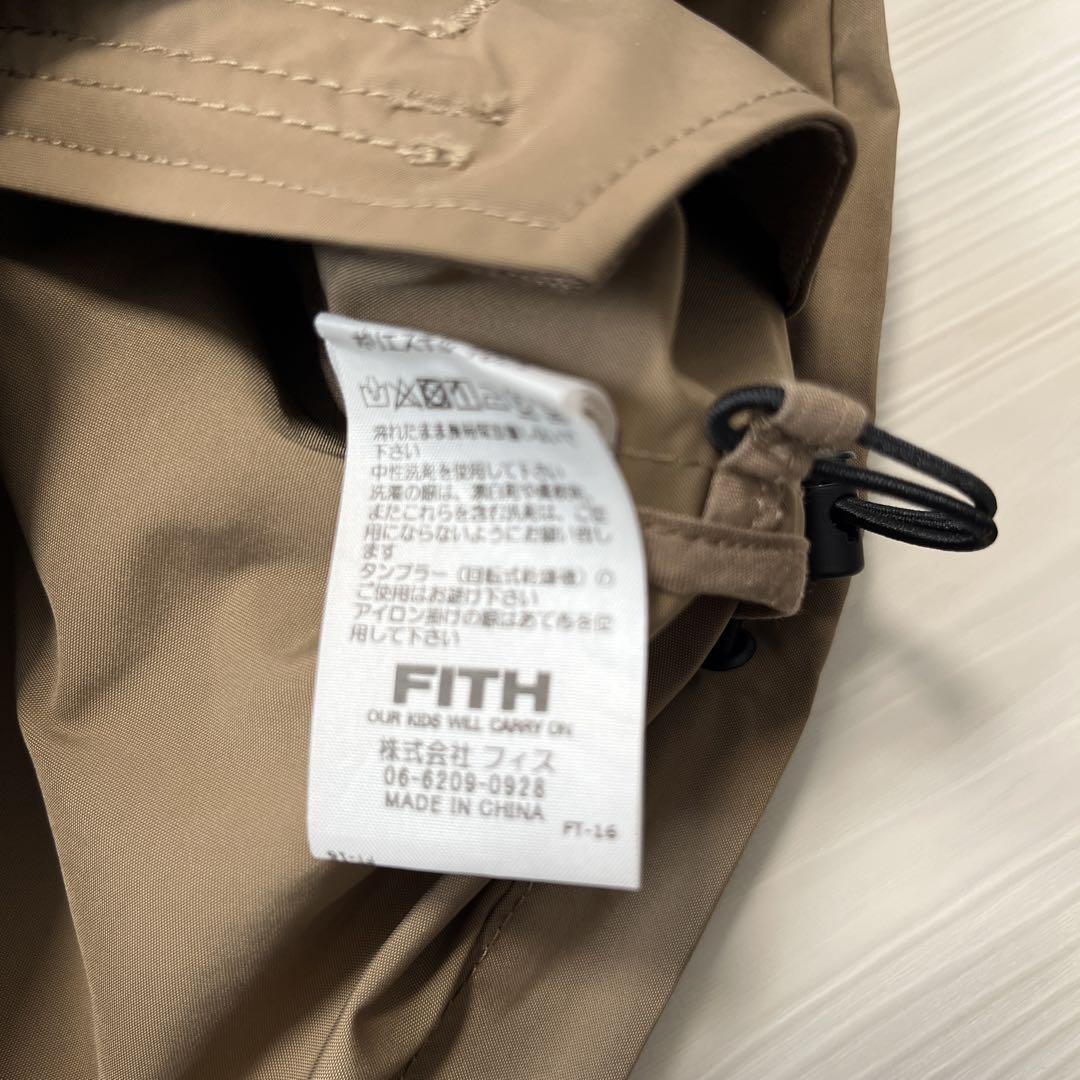 濡れたまま長時間放置しないで
下さい
中性洗剤を使用して下さい
洗濯の際は、漂白剤や柔軟剤、
またこれらを含む洗剤は、ご使
用にならないようにお願い致し
ます
タンブラー（回転式乾燥機）の
ご使用はお避け下さい
アイロン掛けの際はあて布を使
用して下さい
FITH
OUR KIDS WILL CARRY ON.
株式会社 フィス
06-6209-0928
MADE IN CHINA
FT-16